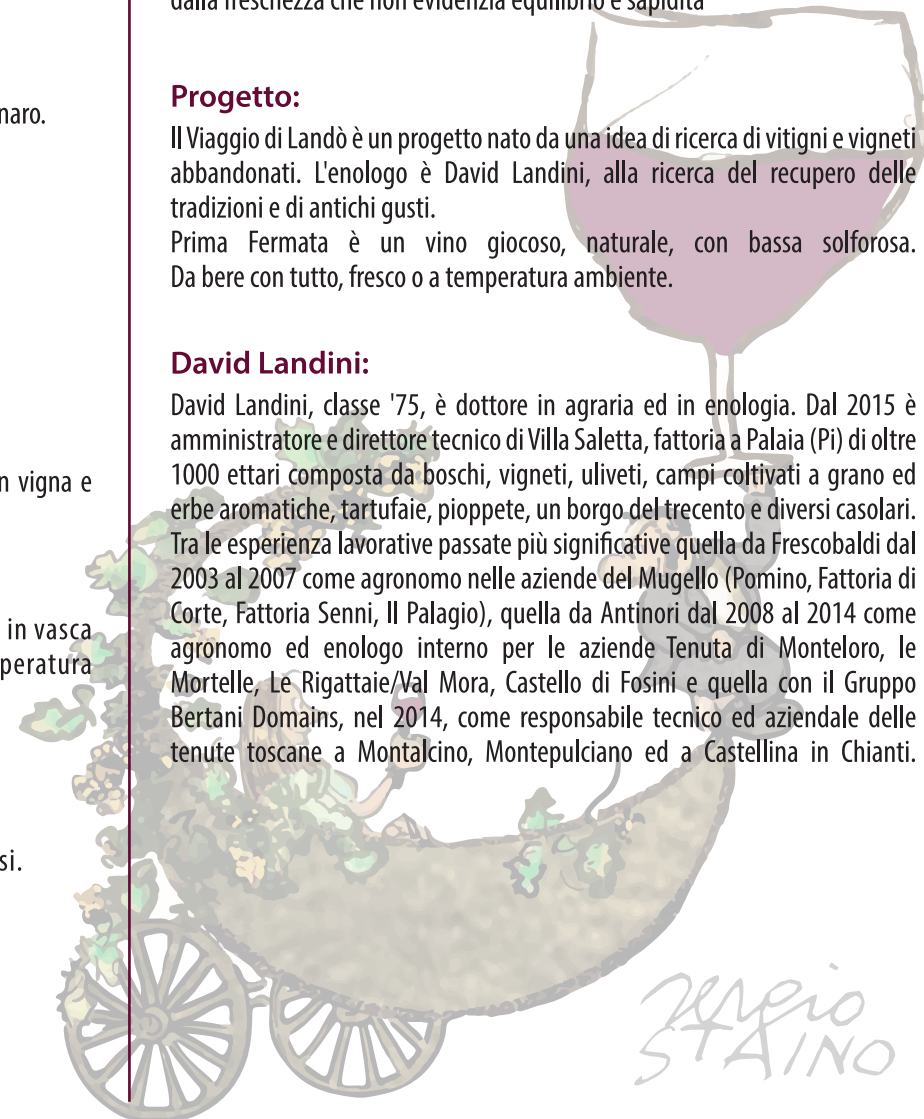 naro.
n vigna e
in vasca
peratura
si.
dalla freschezza che non evidenzia equilibrio e sapidità
Progetto:
Il Viaggio di Landò è un progetto nato da una idea di ricerca di vitigni e vigneti
abbandonati. L'enologo è David Landini, alla ricerca del recupero delle
tradizioni e di antichi gusti.
Prima Fermata è un vino giocoso, naturale, con bassa solforosa.
Da bere con tutto, fresco o a temperatura ambiente.
David Landini:
David Landini, classe '75, è dottore in agraria ed in enologia. Dal 2015 è
amministratore e direttore tecnico di Villa Saletta, fattoria a Palaia (Pi) di oltre
1000 ettari composta da boschi, vigneti, uliveti, campi coltivati a grano ed
erbe aromatiche, tartufaie, pioppete, un borgo del trecento e diversi casolari.
Tra le esperienza lavorative passate più significative quella da Frescobaldi dal
2003 al 2007 come agronomo nelle aziende del Mugello (Pomino, Fattoria di
Corte, Fattoria Senni, Il Palagio), quella da Antinori dal 2008 al 2014 come
agronomo ed enologo interno per le aziende Tenuta di Monteloro, le
Mortelle, Le Rigattaie/Val Mora, Castello di Fosini e quella con il Gruppo
Bertani Domains, nel 2014, come responsabile tecnico ed aziendale delle
tenute toscane a Montalcino, Montepulciano ed a Castellina in Chianti.
Sergio
STAINO